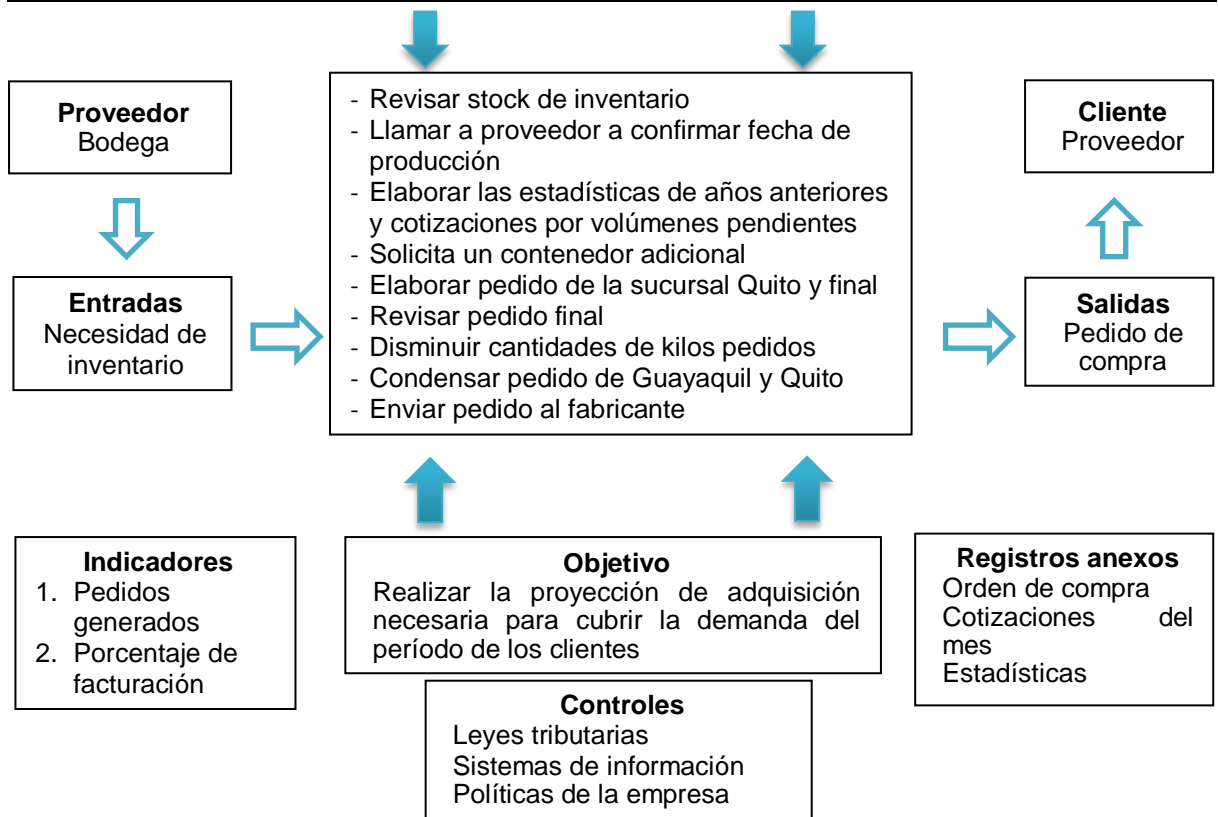 Proveedor
Bodega
Entradas
Necesidad de
inventario
- Revisar stock de inventario
- Llamar a proveedor a confirmar fecha de
producción
- Elaborar las estadísticas de años anteriores
y cotizaciones por volúmenes pendientes
- Solicita un contenedor adicional
- Elaborar pedido de la sucursal Quito y final
- Revisar pedido final
- Disminuir cantidades de kilos pedidos
- Condensar pedido de Guayaquil y Quito
- Enviar pedido al fabricante
Cliente
Proveedor
Salidas
Pedido de
compra
Indicadores
1. Pedidos
generados
2. Porcentaje de
facturación
Objetivo
Realizar la proyección de adquisición
necesaria para cubrir la demanda del
período de los clientes
Registros anexos
Orden de compra
Cotizaciones del
mes
Estadísticas
Controles
Leyes tributarias
Sistemas de información
Políticas de la empresa